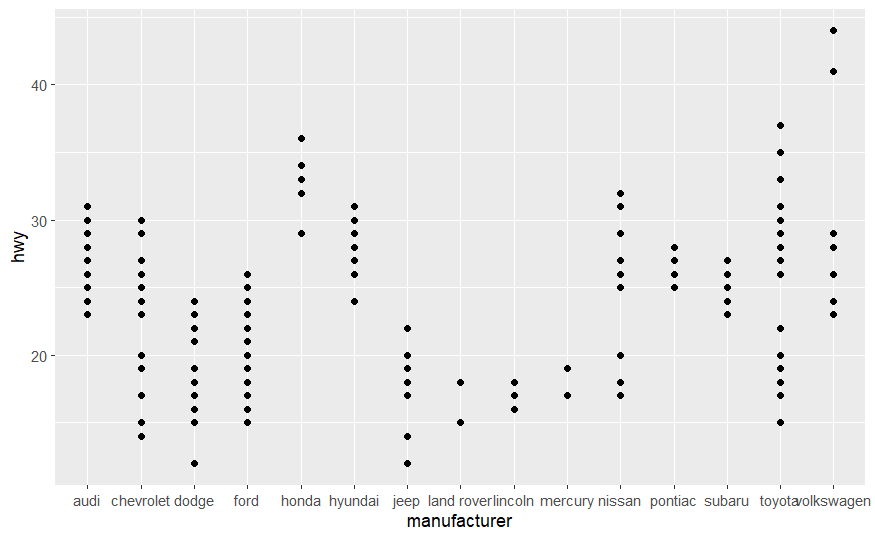 40
30
20
hwy
audi chevrolet dodge ford honda hyundai jeep land rover lincoln mercury nissan pontiac subaru toyota volkswagen
manufacturer